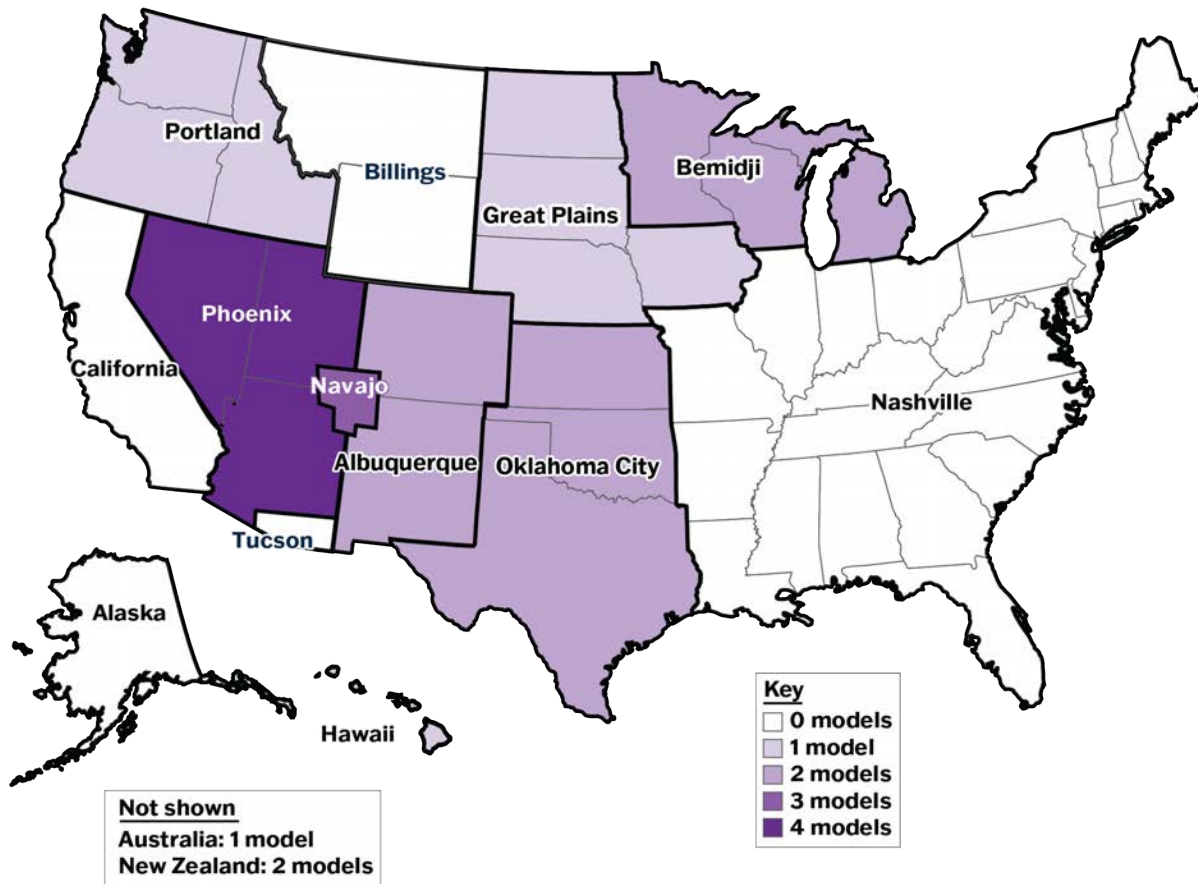 Portland
Billings
Bemidji
Great Plains
Phoenix
California
Navajo
Nashville
Albuquerque
Oklahoma City
Tucson
Alaska
Hawaii
Key
0 models
1 model
2 models
3 models
4 models
Not shown
Australia: 1 model
New Zealand: 2 models